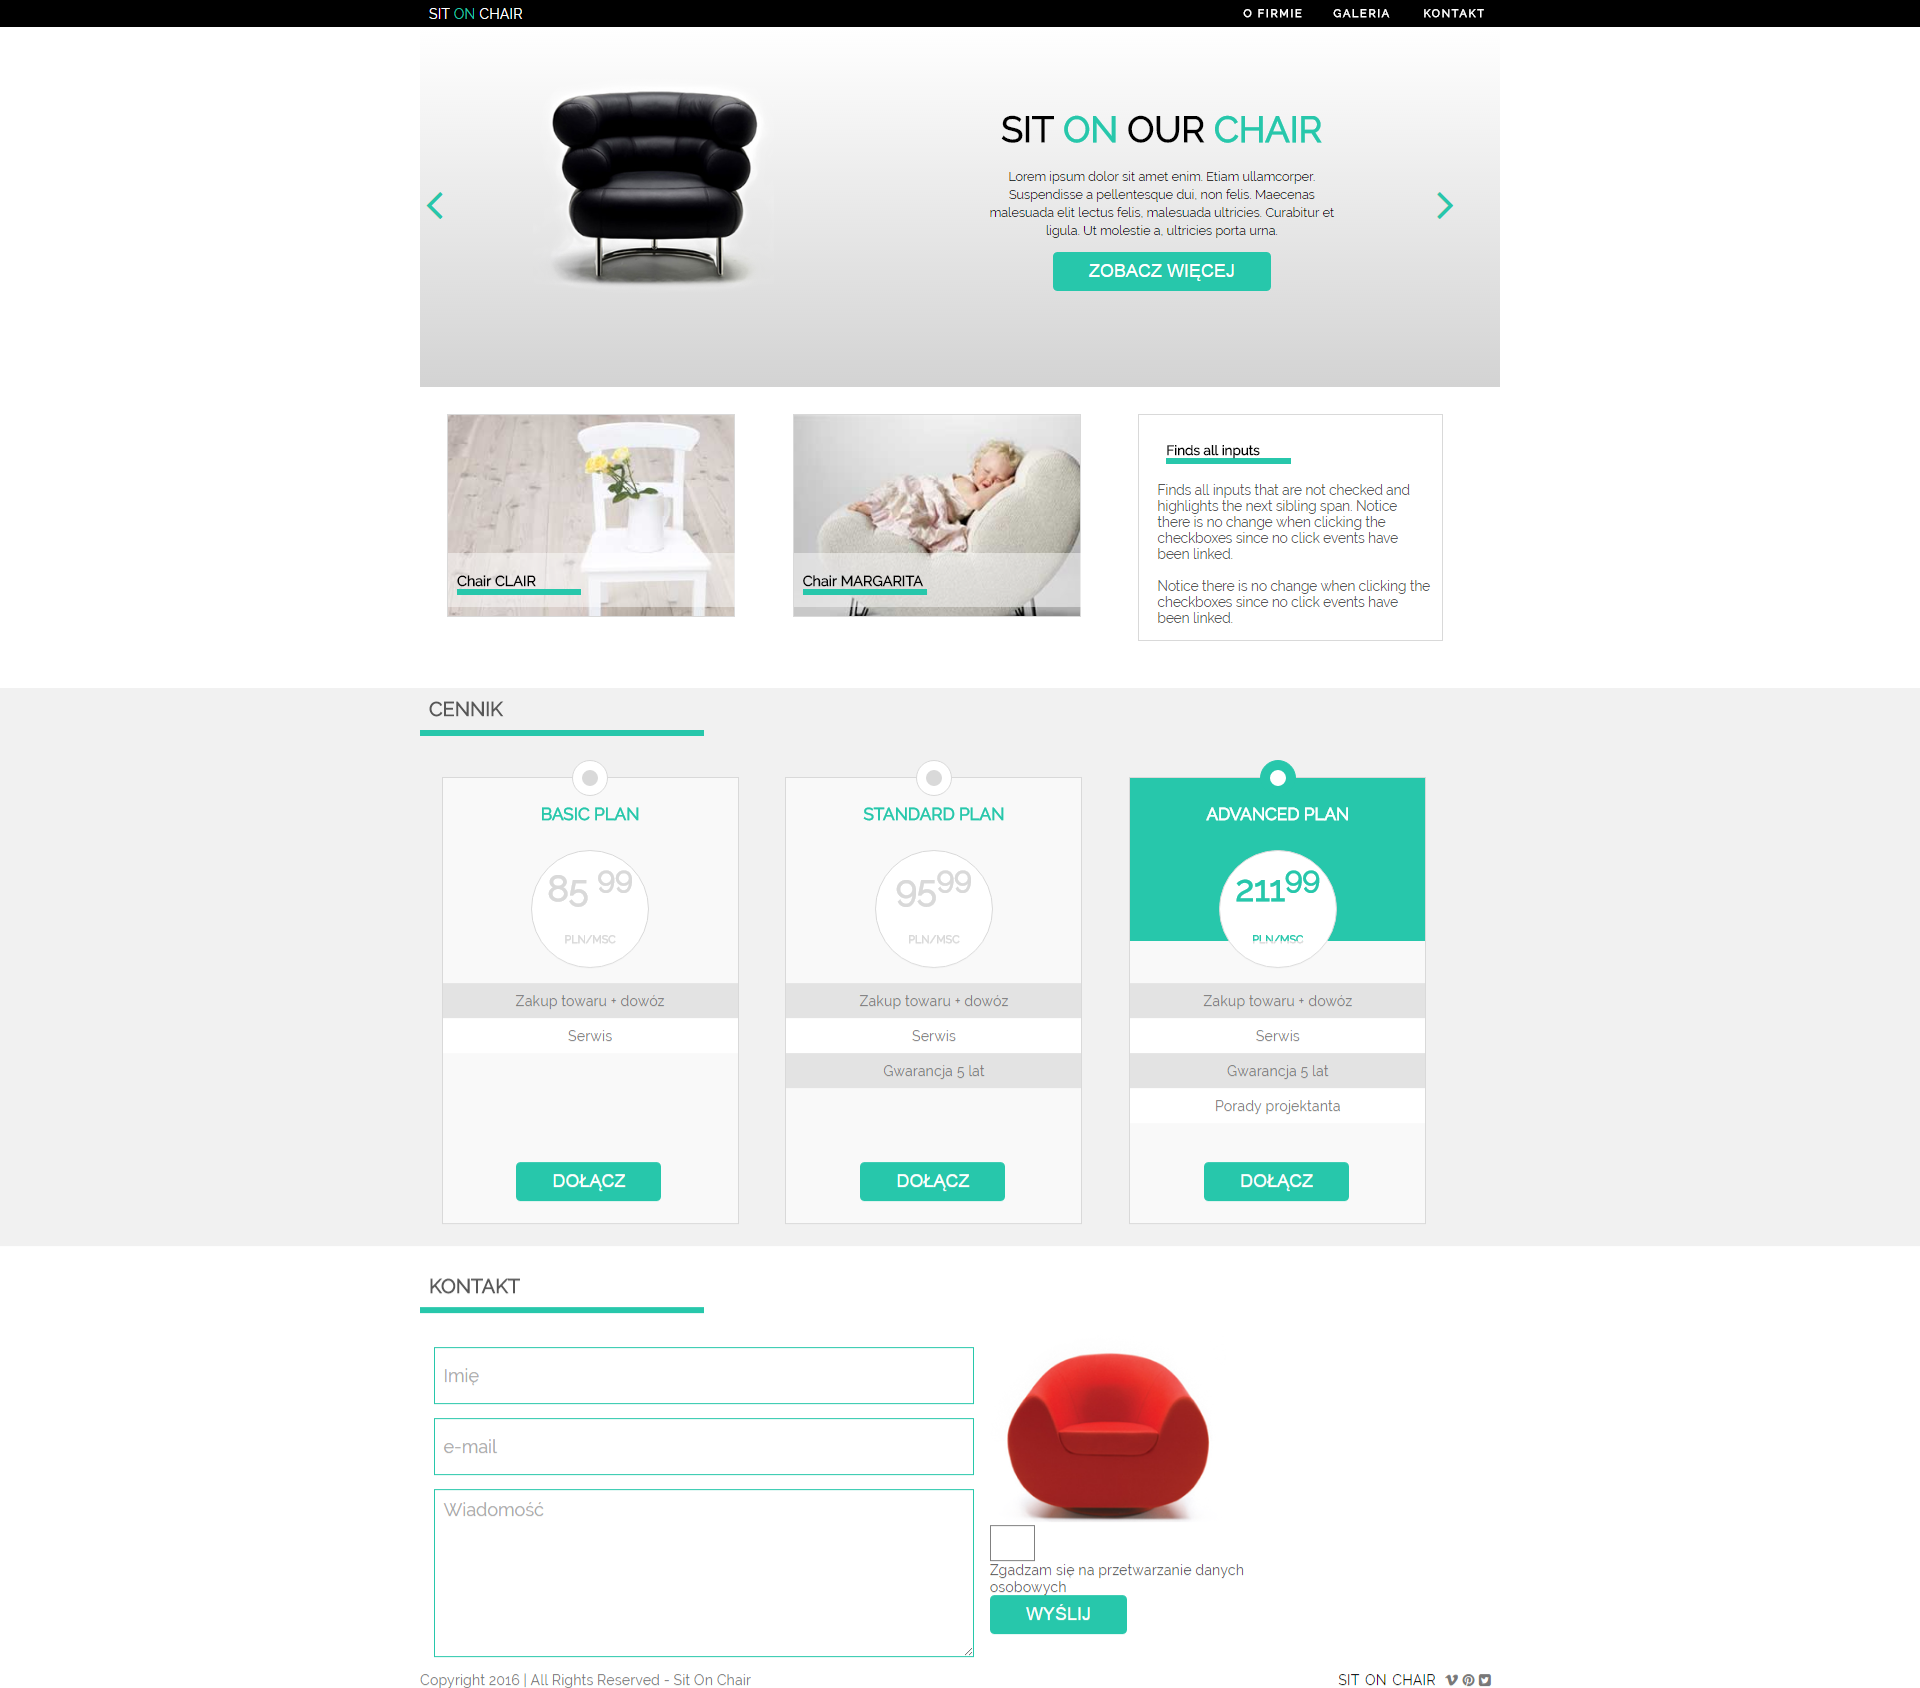 SIT ON CHAIR
O FIRMIE GALERIA KONTAKT
SIT ON OUR CHAIR
Lorem ipsum dolor sit amet enim. Etiam ullamcorper.
Suspendisse a pellentesque dui, non felis. Maecenas
malesuada elit lectus felis, malesuada ultricies. Curabitur et
ligula. Ut molestie a, ultricies porta urna.
ZOBACZ WIĘCEJ
Chair CLAIR
Chair MARGARITA
Finds all inputs
Finds all inputs that are not checked and
highlights the next sibling span. Notice
there is no change when clicking the
checkboxes since no click events have
been linked.
Notice there is no change when clicking the
checkboxes since no click events have
been linked.
CENNIK
BASIC PLAN
85 99
PLN/MSC
Zakup towaru + dowóz
Serwis
DOŁĄCZ
STANDARD PLAN
9599
PLN/MSC
Zakup towaru + dowóz
Serwis
Gwarancja 5 lat
DOŁĄCZ
ADVANCED PLAN
21199
PLN/MSC
Zakup towaru + dowóz
Serwis
Gwarancja 5 lat
Porady projektanta
DOŁĄCZ
KONTAKT
Imię
e-mail
Wiadomość
Zgadzam się na przetwarzanie danych
osobowych
WYŚLIJ
Copyright 2016 | All Rights Reserved - Sit On Chair
SIT ON CHAIR